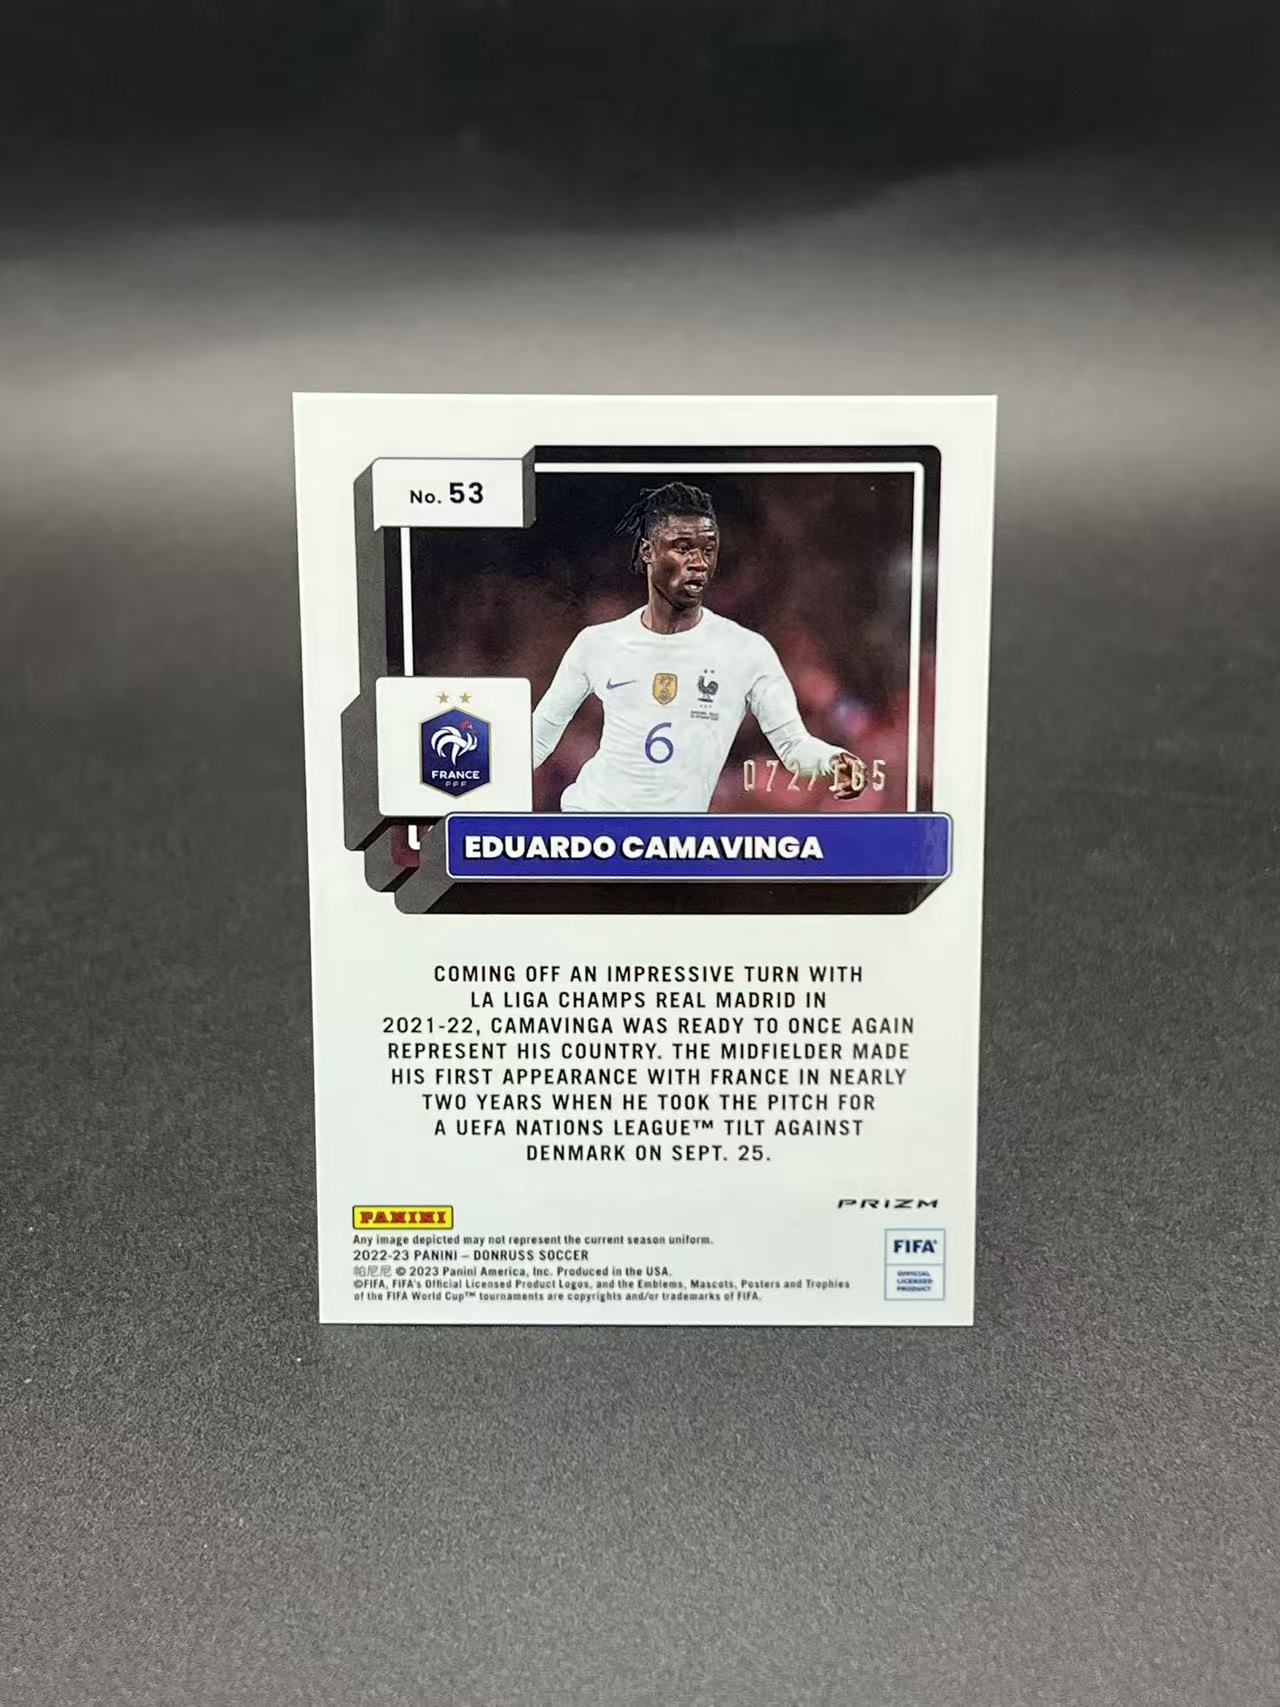 No. 53
6
FRANCE
FFF
072/165
EDUARDO CAMAVINGA
COMING OFF AN IMPRESSIVE TURN WITH
LA LIGA CHAMPS REAL MADRID IN
2021-22, CAMAVINGA WAS READY TO ONCE AGAIN
REPRESENT HIS COUNTRY. THE MIDFIELDER MADE
HIS FIRST APPEARANCE WITH FRANCE IN NEARLY
TWO YEARS WHEN HE TOOK THE PITCH FOR
A UEFA NATIONS LEAGUE™ TILT AGAINST
DENMARK ON SEPT. 25.
PRIZM
PANINI
Any image depicted may not represent the current season uniform.
2022-23 PANINI – DONRUSS SOCCER
帕尼尼 © 2023 Panini America, Inc. Produced in the USA.
©FIFA, FIFA's Official Licensed Product Logos, and the Emblems, Mascots, Posters and Trophies
of the FIFA World Cup™ tournaments are copyrights and/or trademarks of FIFA.
FIFA®
OFFICIAL
LICENSED
PRODUCT